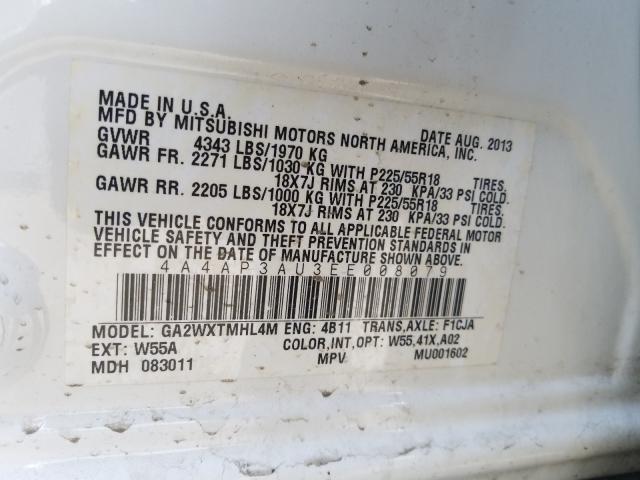 MADE IN U.S.A. DATE AUG. 2013
MFD BY MITSUBISHI MOTORS NORTH AMERICA, INC.
GVWR 4343 LBS/1970 KG
GAWR FR. 2271 LBS/1030 KG WITH P225/55R18 TIRES,
18X7J RIMS AT 230 KPA/33 PSI COLD.
GAWR RR. 2205 LBS/1000 KG WITH P225/55R18 TIRES,
18X7J RIMS AT 230 KPA/33 PSI COLD.
THIS VEHICLE CONFORMS TO ALL APPLICABLE FEDERAL MOTOR
VEHICLE SAFETY AND THEFT PREVENTION STANDARDS IN
EFFECT ON THE DATE OF MANUFACTURE SHOWN ABOVE.
4A4AP3AU3EE008079
MODEL: GA2WXTMHL4M ENG: 4B11 TRANS,AXLE: F1CJA
EXT: W55A COLOR,INT,OPT: W55,41X,A02
MDH 083011 MPV MU001602